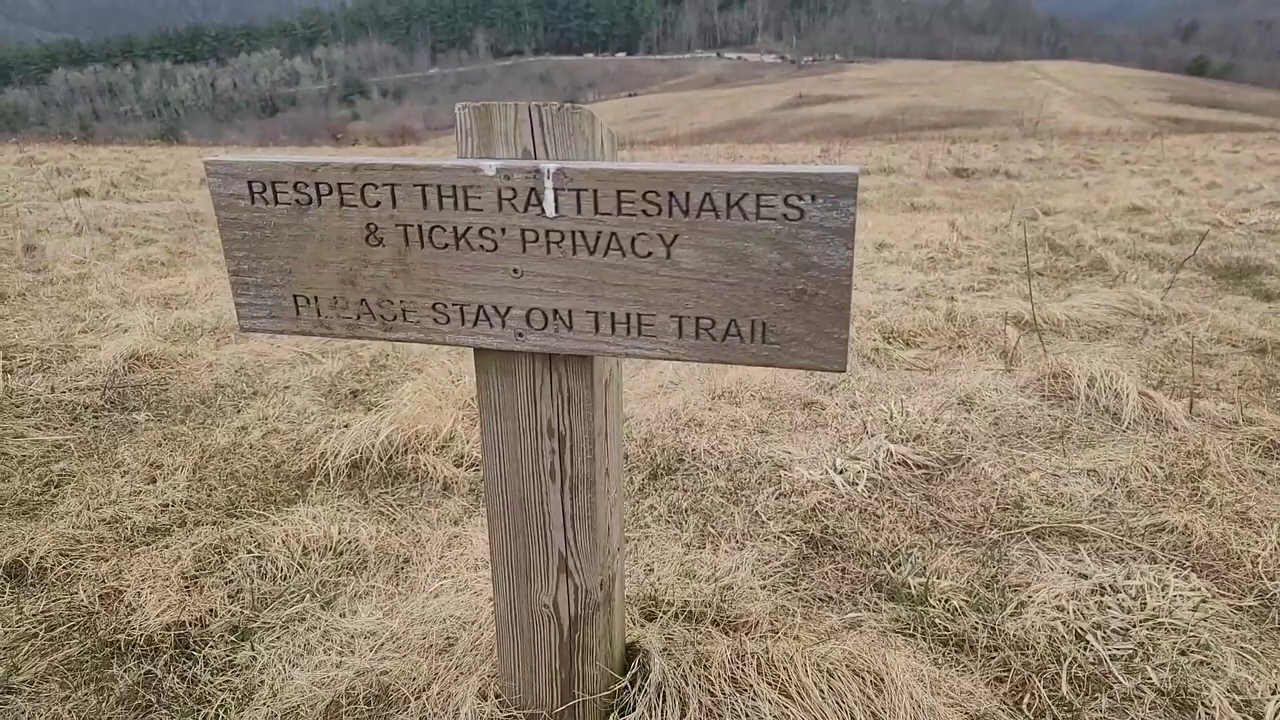 RESPECT THE RATTLESNAKES'
& TICKS' PRIVACY
PLEASE STAY ON THE TRAIL